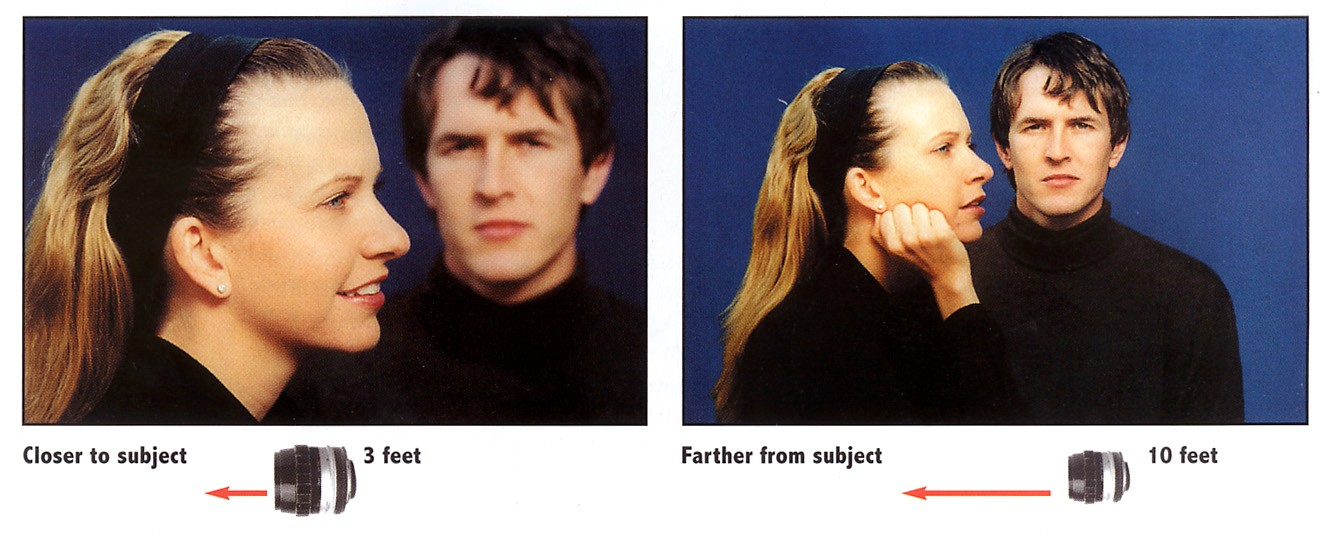 Closer to subject
3 feet
Farther from subject
10 feet